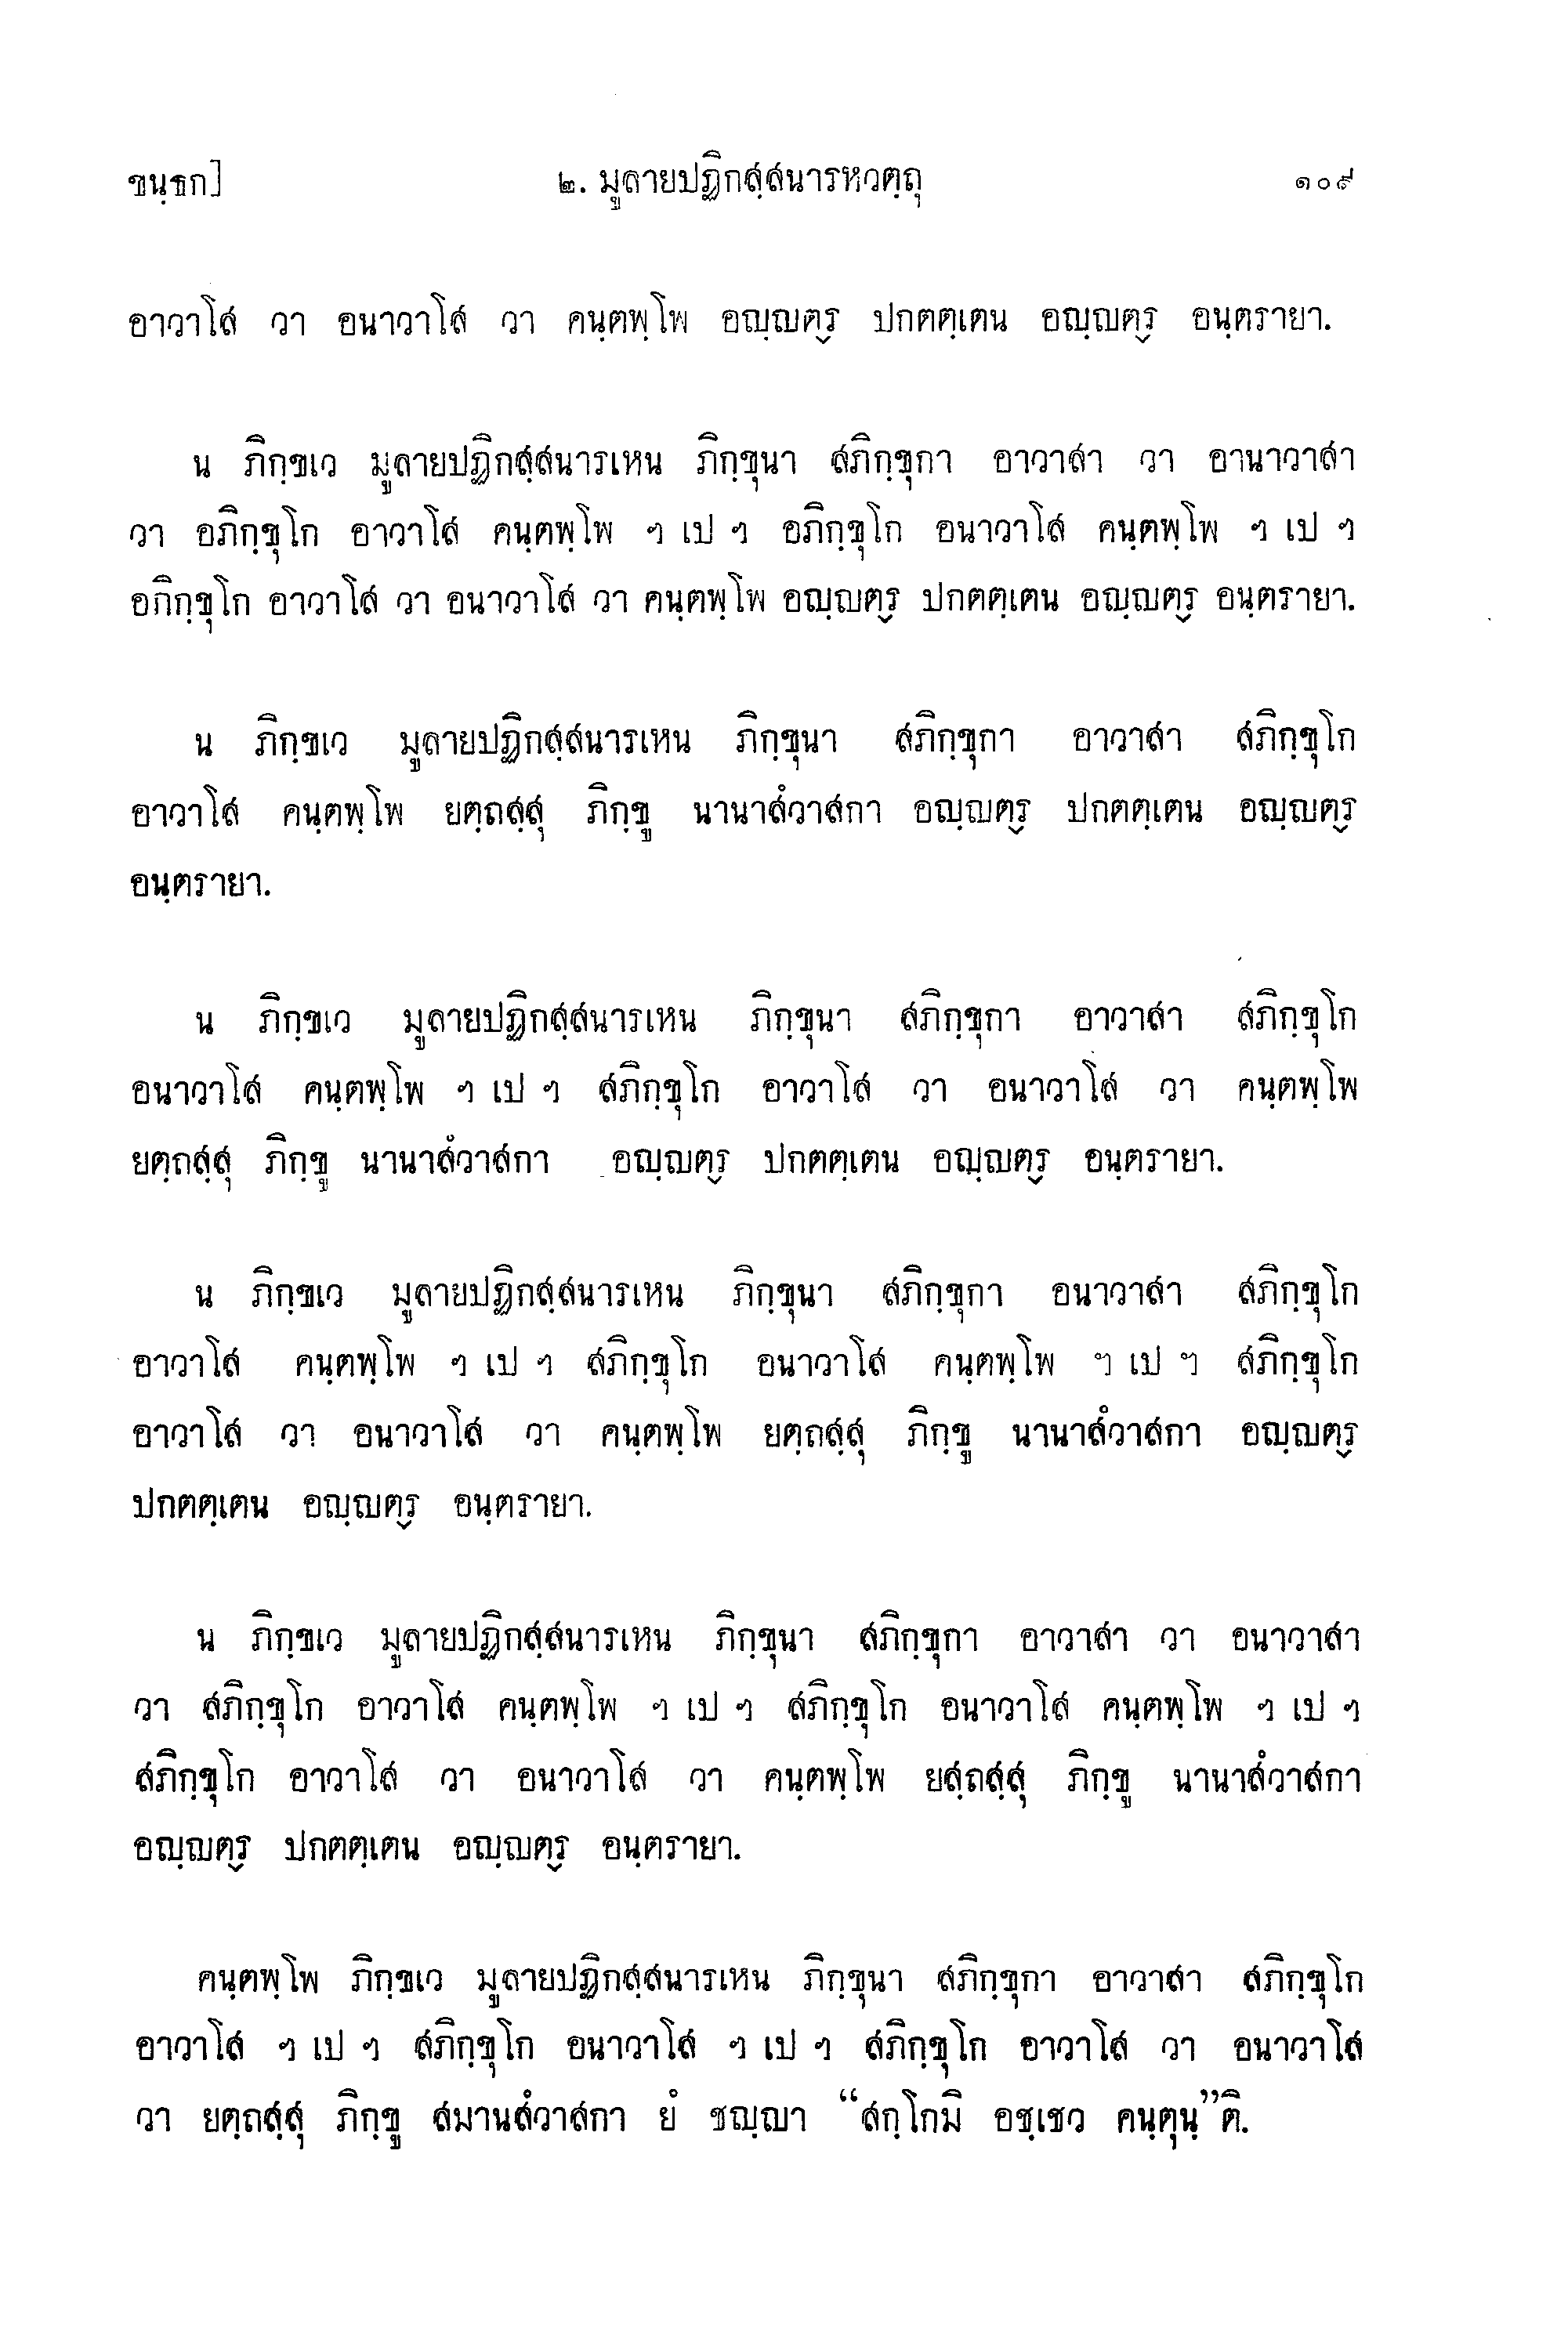 ขนฺธก]
๒. มูลายปฏิกสฺสนารหวตฺถุ
๑๐๙
อาวาโส วา อนาวาโส วา คนฺตพฺโพ อญฺญตฺร ปกตตฺเตน อญฺญตฺร อนฺตรายา.
น ภิกฺขเว มูลายปฏิกสฺสนารเหน ภิกฺขุนา สภิกฺขุกา อาวาสา วา อานาวาสา
วา อภิกฺขุโก อาวาโส คนฺตพฺโพ ฯ เป ฯ อภิกฺขุโก อนาวาโส คนฺตพฺโพ ฯ เป ฯ
อภิกฺขุโก อาวาโส วา อนาวาโส วา คนฺตพฺโพ อญฺญตฺร ปกตตฺเตน อญฺญตฺร อนฺตรายา.
น ภิกฺขเว มูลายปฏิกสฺสนารเหน ภิกฺขุนา สภิกฺขุกา อาวาสา สภิกฺขุโก
อาวาโส คนฺตพฺโพ ยตฺถสฺสุ ภิกฺขู นานาสํวาสกา อญฺญตฺร ปกตตฺเตน อญฺญตฺร
อนฺตรายา.
น ภิกฺขเว มูลายปฏิกสฺสนารเหน ภิกฺขุนา สภิกฺขุกา อาวาสา สภิกฺขุโก
อนาวาโส คนฺตพฺโพ ฯ เป ฯ สภิกฺขุโก อาวาโส วา อนาวาโส วา คนฺตพฺโพ
ยตฺถสฺสุ ภิกฺขู นานาสํวาสกา อญฺญตฺร ปกตตฺเตน อญฺญตฺร อนฺตรายา.
น ภิกฺขเว มูลายปฏิกสฺสนารเหน ภิกฺขุนา สภิกฺขุกา อนาวาสา สภิกฺขุโก
อาวาโส คนฺตพฺโพ ฯ เป ฯ สภิกฺขุโก อนาวาโส คนฺตพฺโพ ฯ เป ฯ สภิกฺขุโก
อาวาโส วา อนาวาโส วา คนฺตพฺโพ ยตฺถสฺสุ ภิกฺขู นานาสํวาสกา อญฺญตฺร
ปกตตฺเตน อญฺญตฺร อนฺตรายา.
น ภิกฺขเว มูลายปฏิกสฺสนารเหน ภิกฺขุนา สภิกฺขุกา อาวาสา วา อนาวาสา
วา สภิกฺขุโก อาวาโส คนฺตพฺโพ ฯ เป ฯ สภิกฺขุโก อนาวาโส คนฺตพฺโพ ฯ เป ฯ
สภิกฺขุโก อาวาโส วา อนาวาโส วา คนฺตพฺโพ ยสฺถสฺสุ ภิกฺขู นานาสํวาสกา
อญฺญตฺร ปกตตฺเตน อญฺญตฺร อนฺตรายา.
คนฺตพฺโพ ภิกฺขเว มูลายปฏิกสฺสนารเหน ภิกฺขุนา สภิกฺขุกา อาวาสา สภิกฺขุโก
อาวาโส ฯ เป ฯ สภิกฺขุโก อนาวาโส ฯ เป ฯ สภิกฺขุโก อาวาโส วา อนาวาโส
วา ยตฺถสฺสุ ภิกฺขู สมานสํวาสกา ยํ ชญฺญา “สกฺโกมิ อชฺเชว คนฺตุนฺ”ติ.